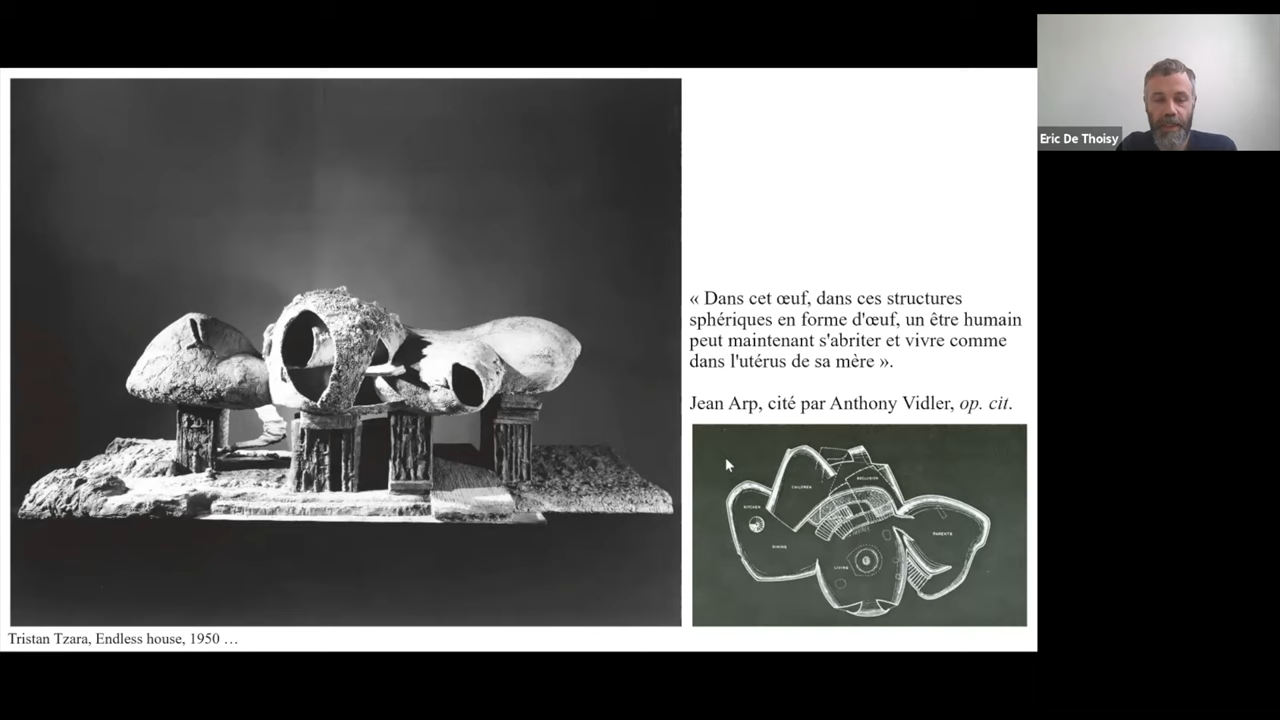 Eric De Thoisy
« Dans cet œuf, dans ces structures
sphériques en forme d'œuf, un être humain
peut maintenant s'abriter et vivre comme
dans l'utérus de sa mère ».
Jean Arp, cité par Anthony Vidler, op. cit.
CHILDREN
SECLUSION
KITCHEN
DINING
PARENTS
LIVING
Tristan Tzara, Endless house, 1950 …